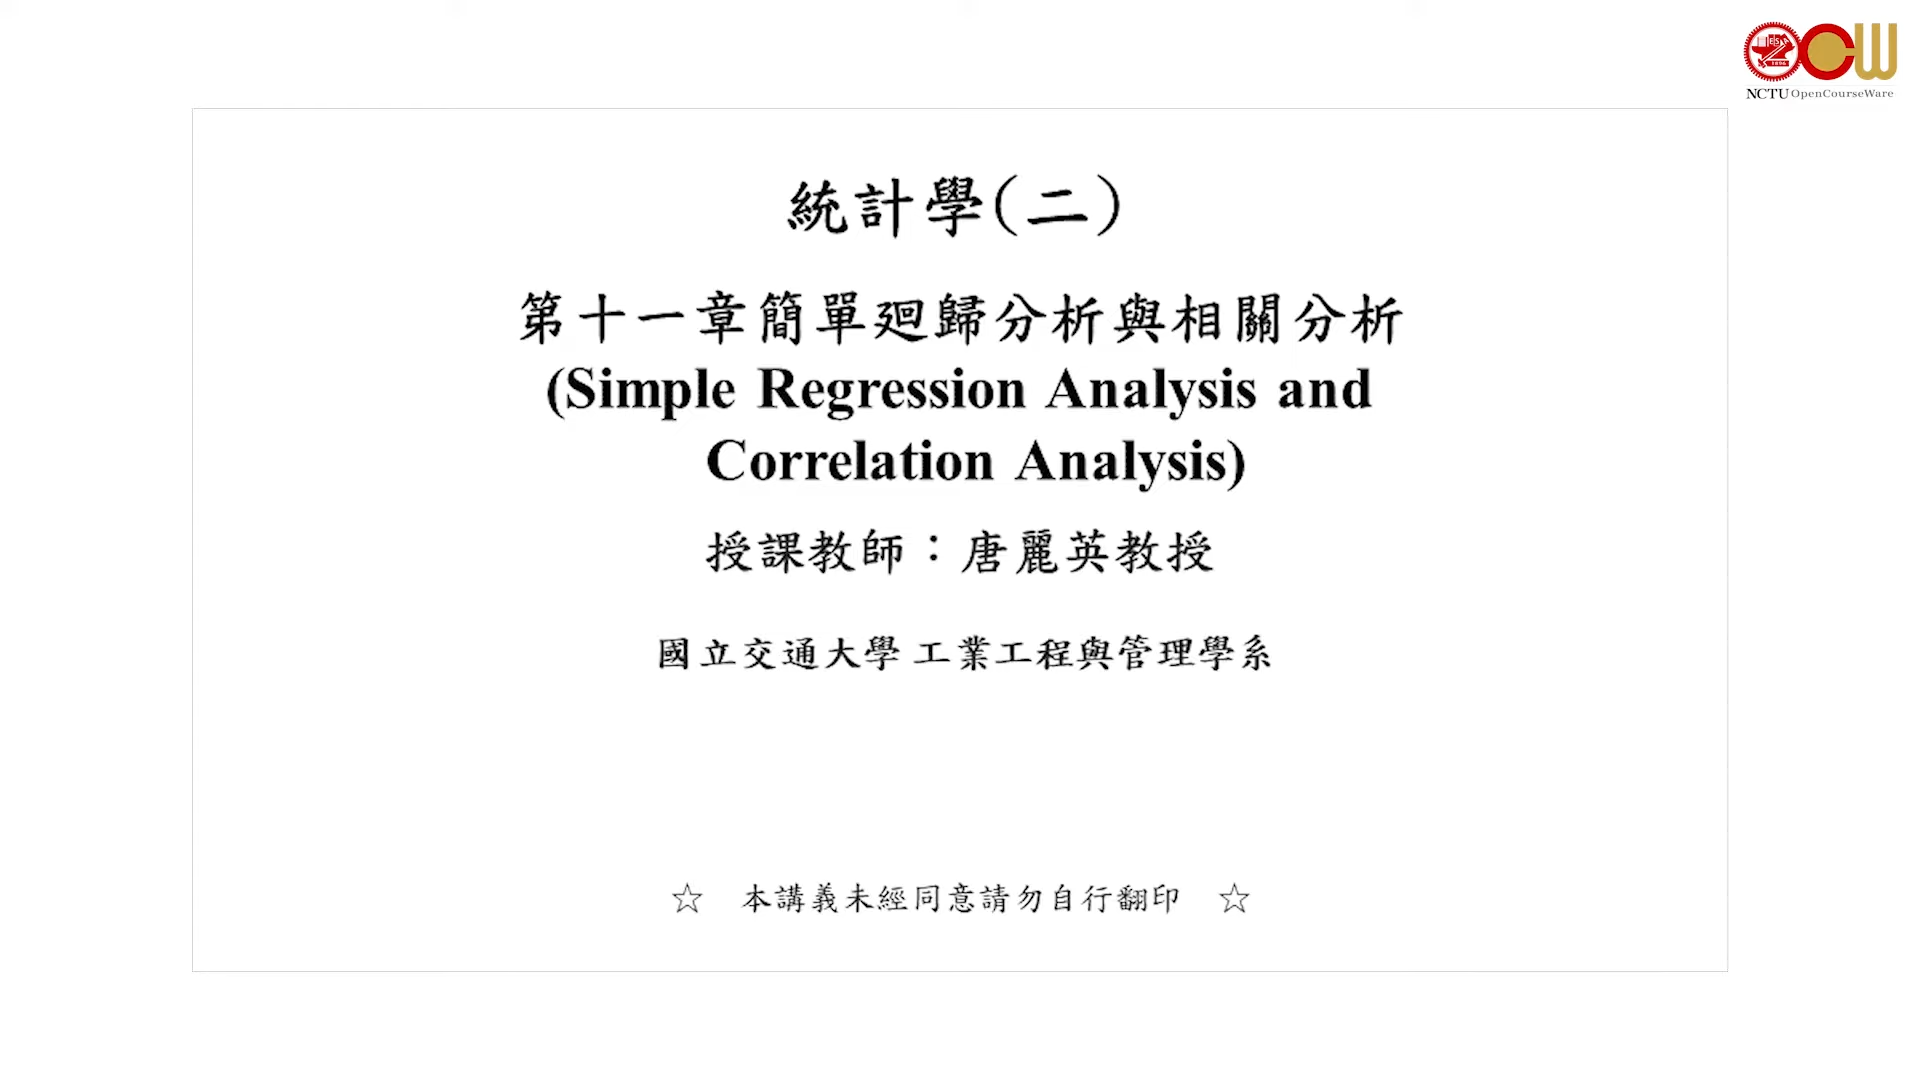 NCTU OpenCourseWare
統計學(二)
第十一章簡單廻歸分析與相關分析
(Simple Regression Analysis and
Correlation Analysis)
授課教師：唐麗英教授
國立交通大學 工業工程與管理學系
☆ 本講義未經同意請勿自行翻印 ☆